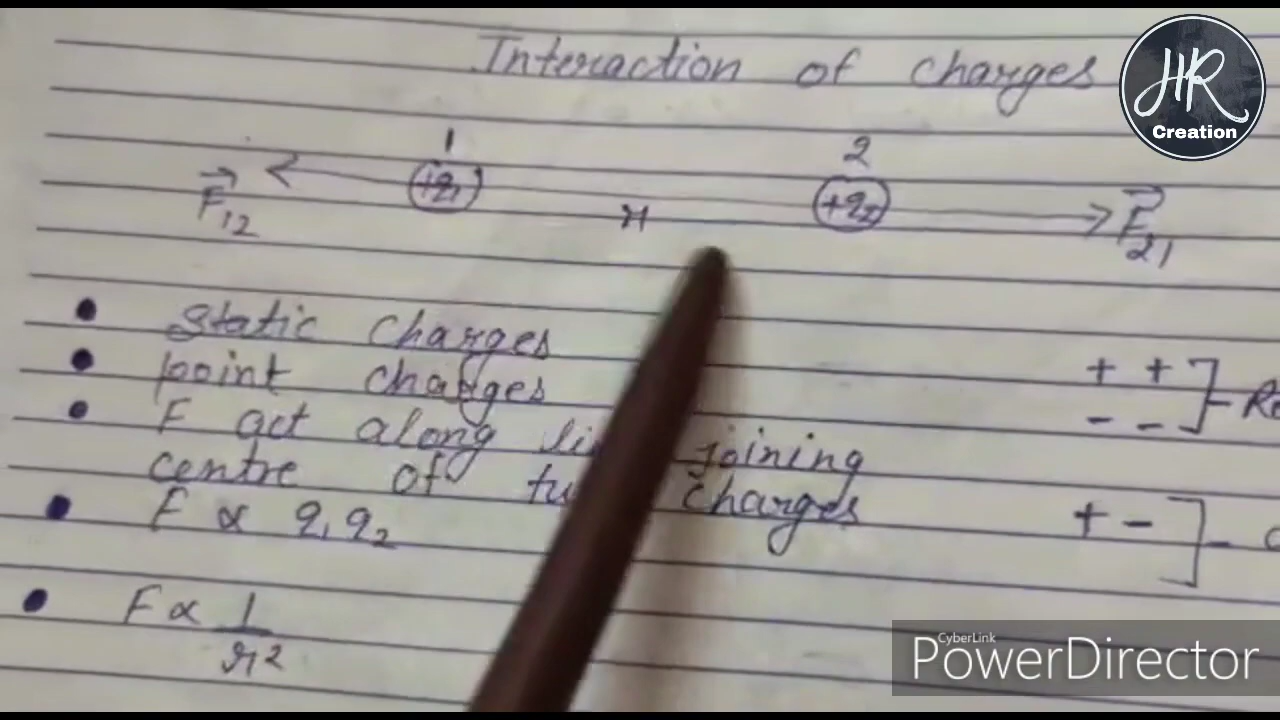 Interaction of charges
HR
Creation
1 2
+q1 +q2
F12 r F21
• static charges
• point charges
• F act along joining
centre of charges
• F ∝ q1q2
• F ∝ 1/r²
+ +
- -
+ -
CyberLink
PowerDirector